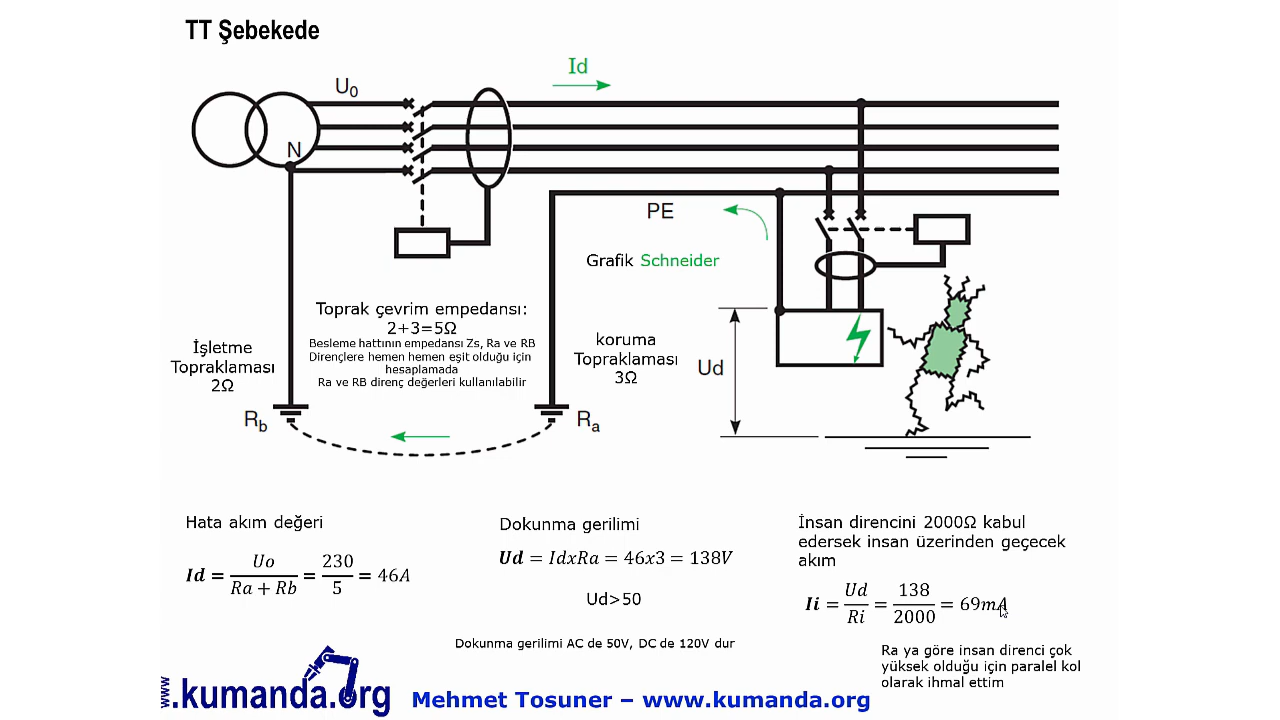 TT Şebekede
Id
U₀
N
PE
Grafik Schneider
Toprak çevrim empedansı:
2+3=5Ω
Besleme hattının empedansı Zs, Ra ve RB
Dirençlere hemen hemen eşit olduğu için
hesaplamada
Ra ve RB direnç değerleri kullanılabilir
İşletme
Topraklaması
2Ω
koruma
Topraklaması
3Ω
Ud
R_b
R_a
Hata akım değeri
Id = Uo / (Ra + Rb) = 230 / 5 = 46A
Dokunma gerilimi
Ud = IdxRa = 46x3 = 138V
Ud>50
Dokunma gerilimi AC de 50V, DC de 120V dur
İnsan direncini 2000Ω kabul
edersek insan üzerinden geçecek
akım
Ii = Ud / Ri = 138 / 2000 = 69mA
Ra ya göre insan direnci çok
yüksek olduğu için paralel kol
olarak ihmal ettim
www.kumanda.org
Mehmet Tosuner – www.kumanda.org